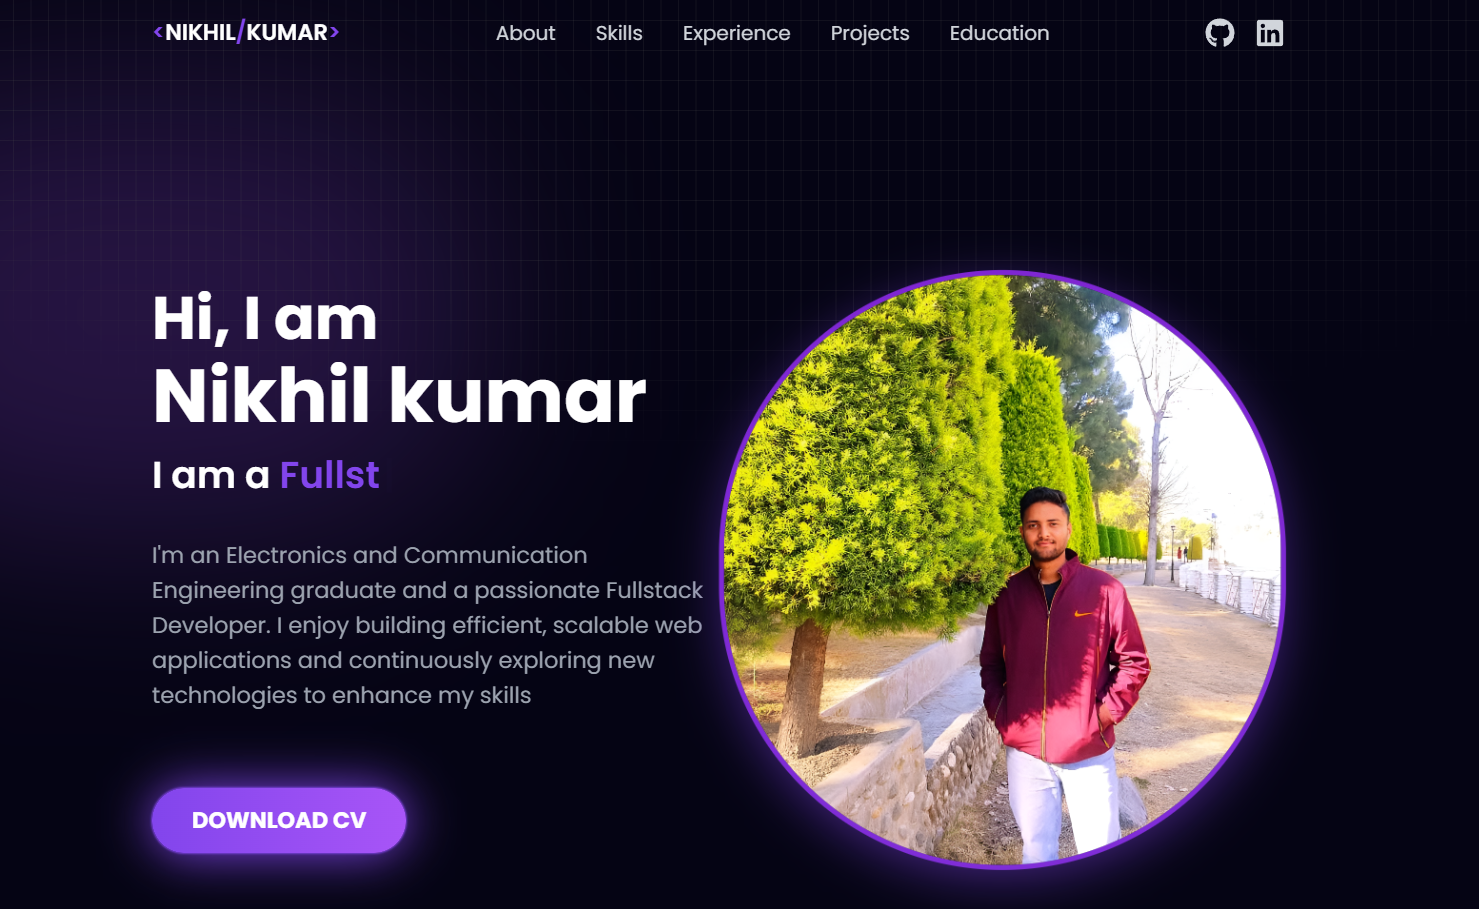 <NIKHIL/KUMAR>
About Skills Experience Projects Education
in
Hi, I am
Nikhil kumar
I am a Fullst
I'm an Electronics and Communication
Engineering graduate and a passionate Fullstack
Developer. I enjoy building efficient, scalable web
applications and continuously exploring new
technologies to enhance my skills
DOWNLOAD CV